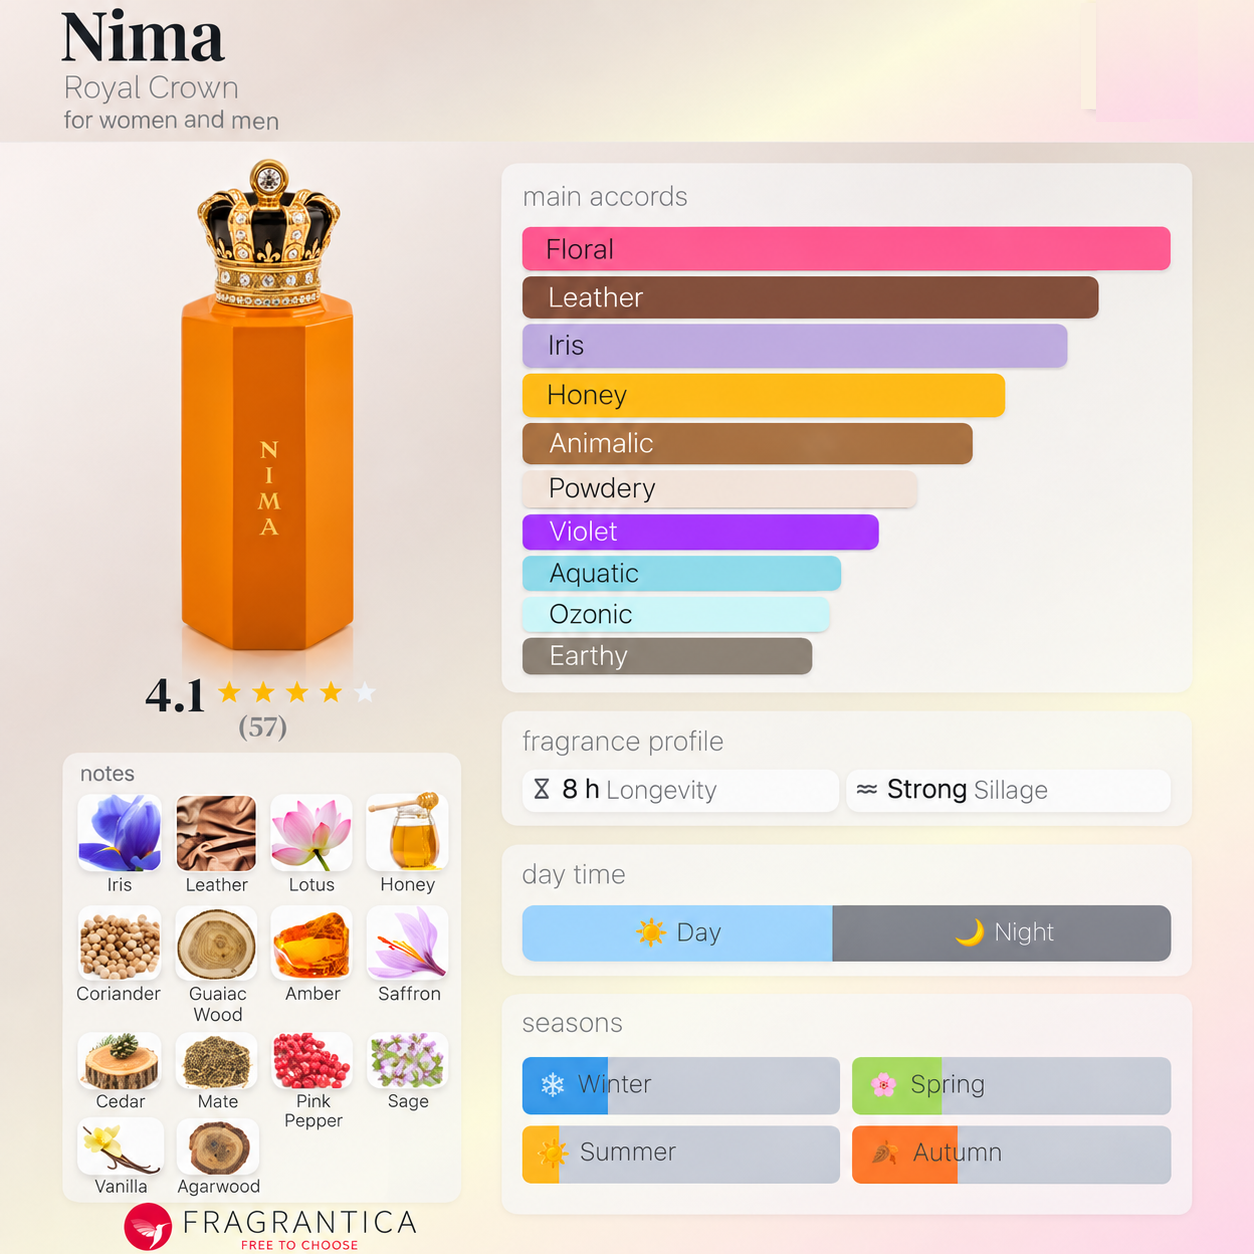 Nima
Royal Crown
for women and men
N
I
M
A
4.1
(57)
notes
Iris
Leather
Lotus
Honey
Coriander
Guaiac
Wood
Amber
Saffron
Cedar
Mate
Pink
Pepper
Sage
Vanilla
Agarwood
FRAGRANTICA
FREE TO CHOOSE
main accords
Floral
Leather
Iris
Honey
Animalic
Powdery
Violet
Aquatic
Ozonic
Earthy
fragrance profile
8 h Longevity
Strong Sillage
day time
Day
Night
seasons
Winter
Spring
Summer
Autumn